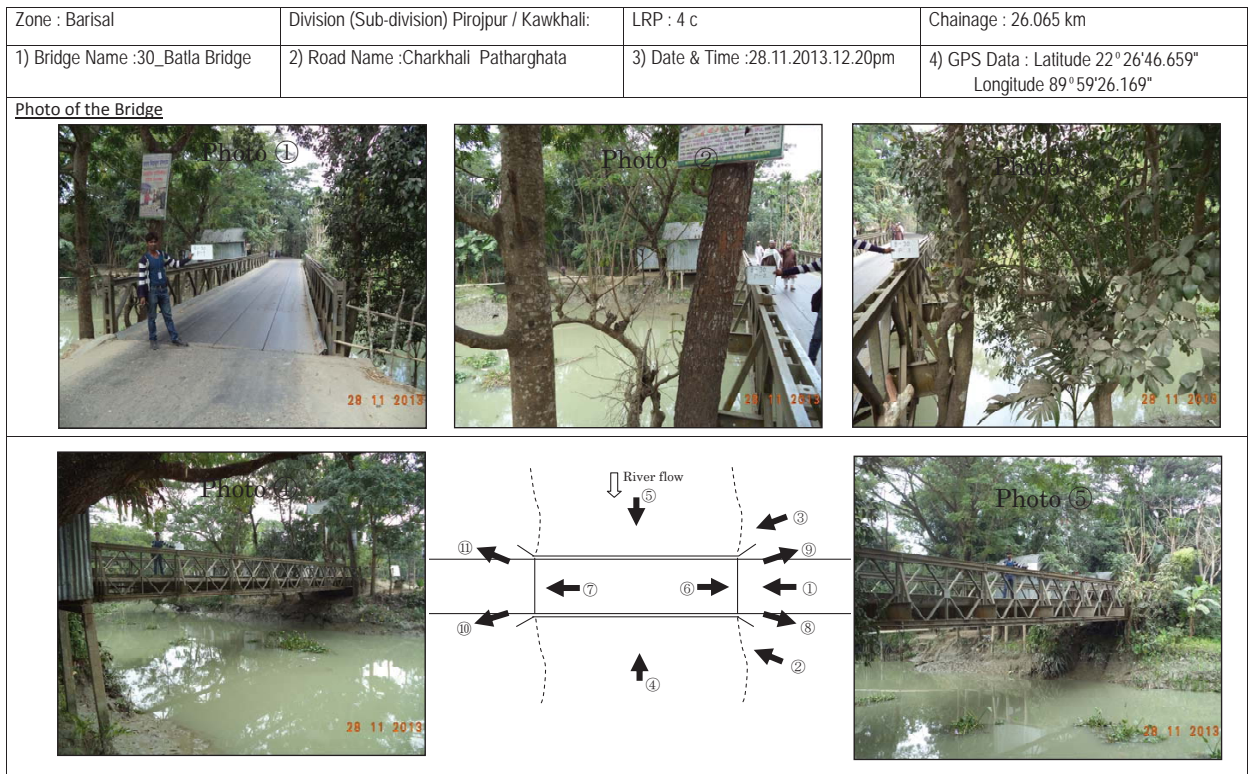 Zone : Barisal
Division (Sub-division) Pirojpur / Kawkhali:
LRP : 4 c
Chainage : 26.065 km
1) Bridge Name :30_Batla Bridge
2) Road Name :Charkhali Patharghata
3) Date & Time :28.11.2013.12.20pm
4) GPS Data : Latitude 22°26'46.659"
Longitude 89°59'26.169"
Photo of the Bridge
Photo ①
28 11 2013
Photo ②
28 11 2013
Photo
28 11 2013
Photo
28 11 2013
River flow
⑤
③
⑪
⑨
⑦
⑥
①
⑩
⑧
④
②
Photo ⑤
28 11 2013